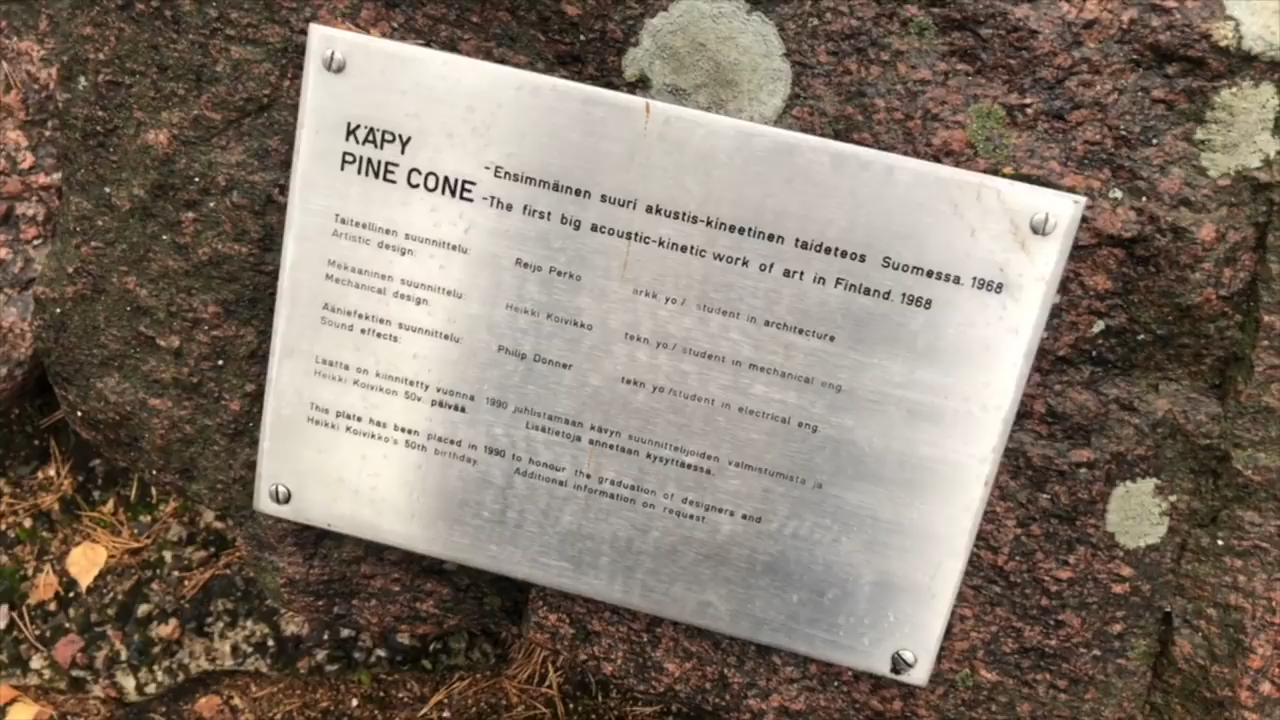 KÄPY - Ensimmäinen suuri akustis-kineetinen taideteos Suomessa. 1968
PINE CONE - The first big acoustic-kinetic work of art in Finland. 1968
Taiteellinen suunnittelu:
Artistic design: Reijo Perko arkk. yo / student in architecture
Mekaaninen suunnittelu:
Mechanical design: Heikki Koivikko tekn. yo / student in mechanical eng.
Ääniefektien suunnittelu:
Sound effects: Philip Donner tekn yo /student in electrical eng.
Laatta on kiinnitetty vuonna 1990 juhlistamaan kävyn suunnittelijoiden valmistumista ja
Heikki Koivikon 50v. päivää. Lisätietoja annetaan kysyttäessä.
This plate has been placed in 1990 to honour the graduation of designers and
Heikki Koivikko's 50th birthday. Additional information on request.